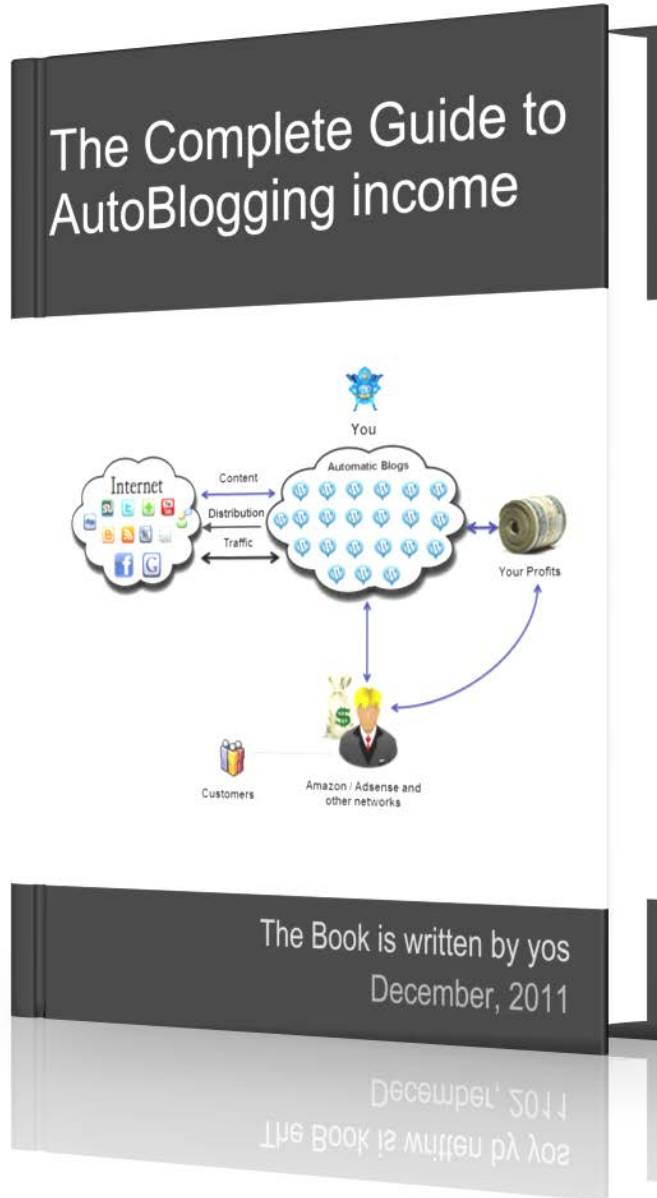 The Complete Guide to
AutoBlogging income
You
Automatic Blogs
Internet
Content
Distribution
Traffic
Your Profits
Customers
Amazon / Adsense and
other networks
The Book is written by yos
December, 2011
December, 2011
The Book is written by yos